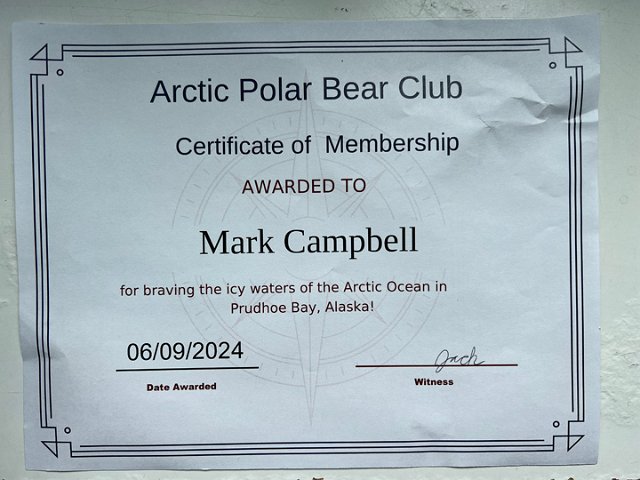 Arctic Polar Bear Club
Certificate of Membership
AWARDED TO
Mark Campbell
for braving the icy waters of the Arctic Ocean in
Prudhoe Bay, Alaska!
06/09/2024
Date Awarded
Jack
Witness